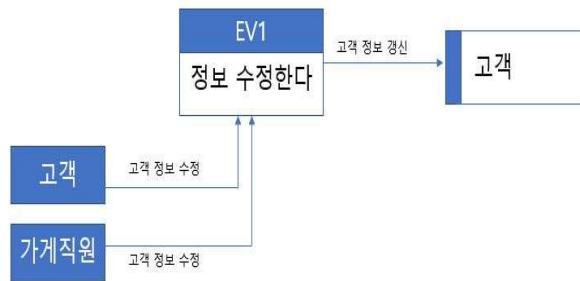 EV1
정보 수정한다
고객 정보 갱신
고객
고객
고객 정보 수정
가게직원
고객 정보 수정